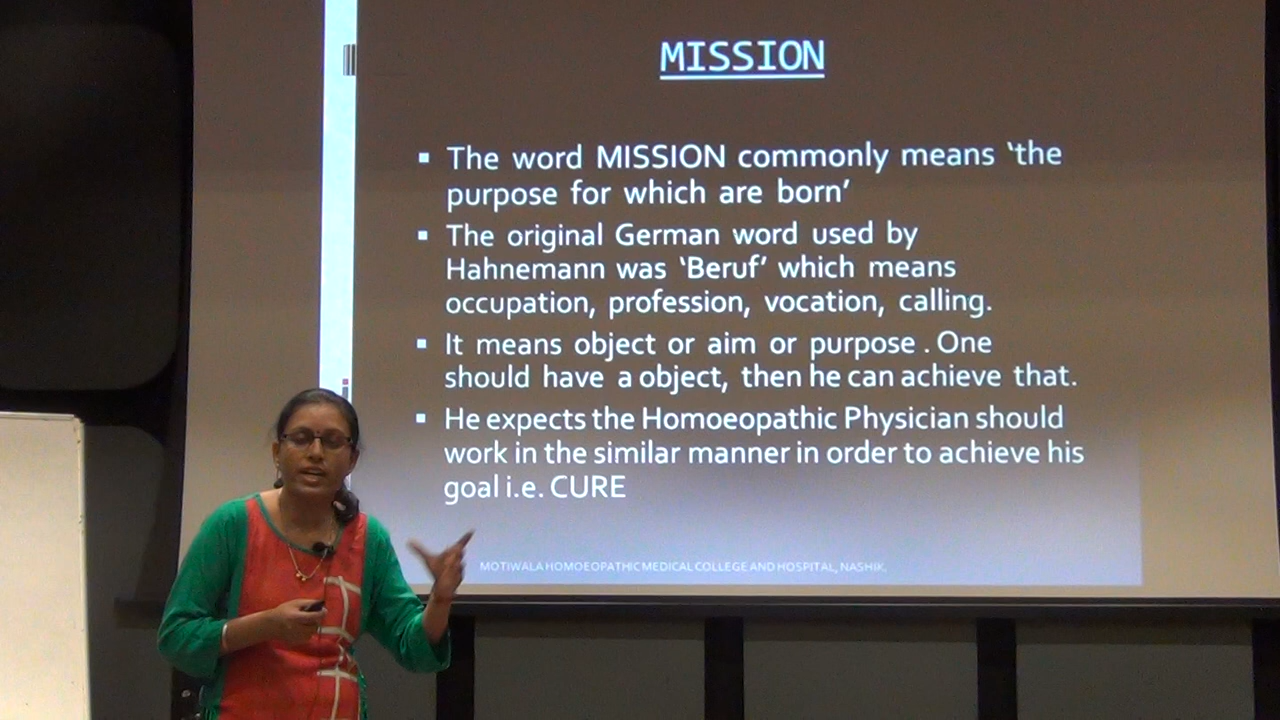 MISSION
The word MISSION commonly means ‘the
purpose for which are born’
The original German word used by
Hahnemann was ‘Beruf’ which means
occupation, profession, vocation, calling.
It means object or aim or purpose . One
should have a object, then he can achieve that.
He expects the Homoeopathic Physician should
work in the similar manner in order to achieve his
goal i.e. CURE
MOTIWALA HOMOEOPATHIC MEDICAL COLLEGE AND HOSPITAL, NASHIK.